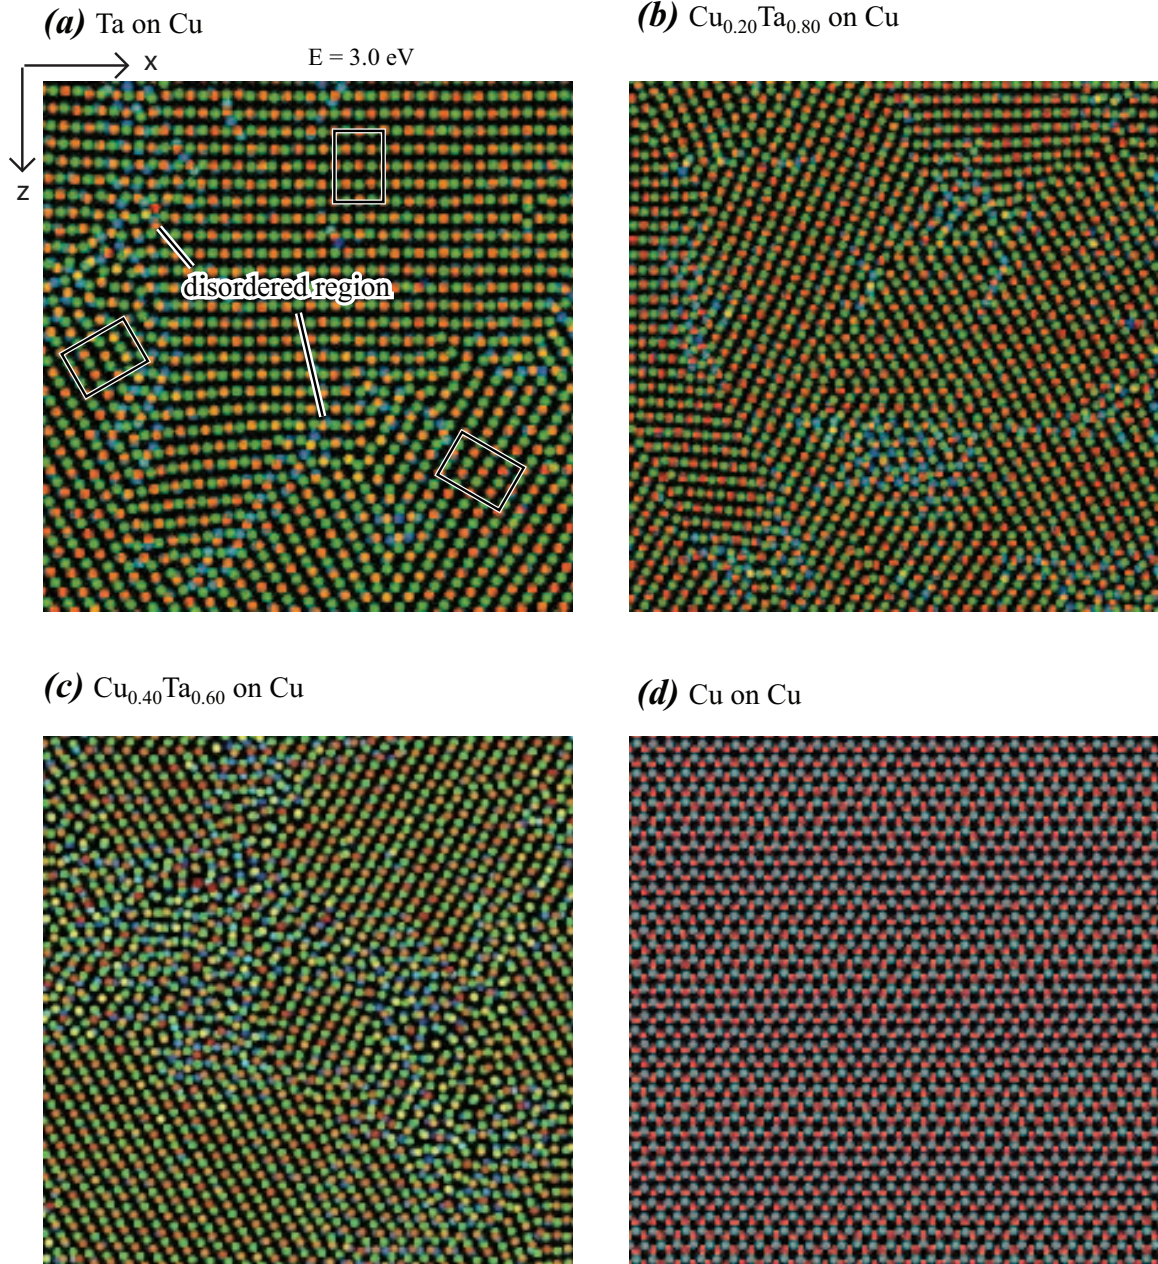 (a) Ta on Cu
(b) Cu0.20Ta0.80 on Cu
x
E = 3.0 eV
z
disordered region
(c) Cu0.40Ta0.60 on Cu
(d) Cu on Cu